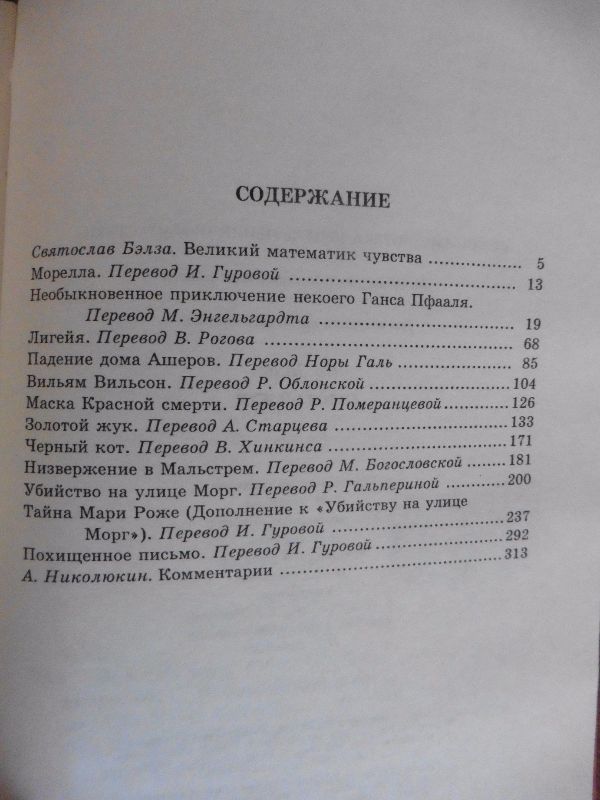 СОДЕРЖАНИЕ
Святослав Бэлза. Великий математик чувства .................. 5
Морелла. Перевод И. Гуровой .................. 13
Необыкновенное приключение некоего Ганса Пфааля.
Перевод М. Энгельгардта .................. 19
Лигейя. Перевод В. Рогова .................. 68
Падение дома Ашеров. Перевод Норы Галь .................. 85
Вильям Вильсон. Перевод Р. Облонской .................. 104
Маска Красной смерти. Перевод Р. Померанцевой .................. 126
Золотой жук. Перевод А. Старцева .................. 133
Черный кот. Перевод В. Хинкинса .................. 171
Низвержение в Мальстрем. Перевод М. Богословской .................. 181
Убийство на улице Морг. Перевод Р. Гальпериной .................. 200
Тайна Мари Роже (Дополнение к «Убийству на улице
Морг»). Перевод И. Гуровой .................. 237
Похищенное письмо. Перевод И. Гуровой .................. 292
А. Николюкин. Комментарии .................. 313